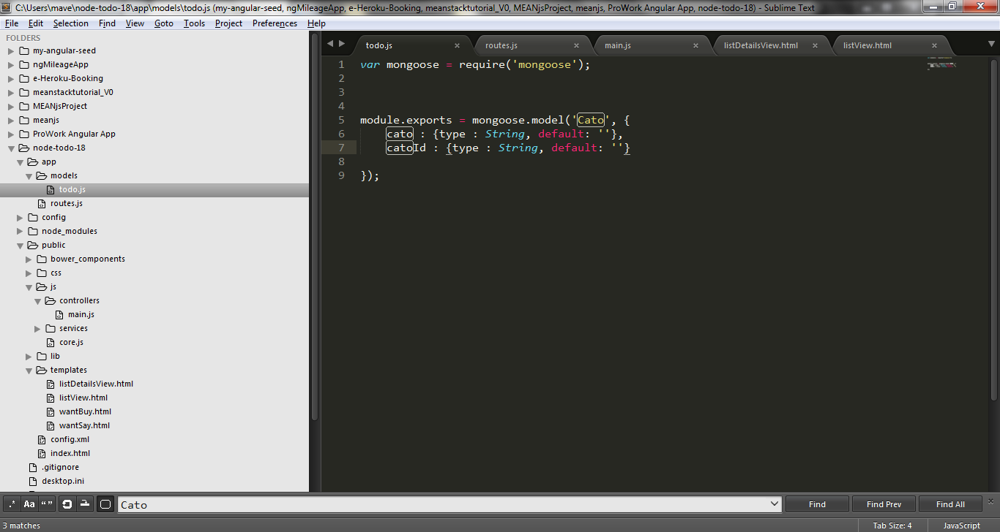 C:\Users\mave\node-todo-18\app\models\todo.js (my-angular-seed, ngMileageApp, e-Heroku-Booking, meanstacktutorial_V0, MEANjsProject, meanjs, ProWork Angular App, node-todo-18) - Sublime Text
File Edit Selection Find View Goto Tools Project Preferences Help
FOLDERS
my-angular-seed
ngMileageApp
e-Heroku-Booking
meanstacktutorial_V0
MEANjsProject
meanjs
ProWork Angular App
node-todo-18
app
models
todo.js
routes.js
config
node_modules
public
bower_components
css
js
controllers
main.js
services
core.js
lib
templates
listDetailsView.html
listView.html
wantBuy.html
wantSay.html
config.xml
index.html
.gitignore
desktop.ini
todo.js routes.js main.js listDetailsView.html listView.html
1 var mongoose = require('mongoose');
2
3
4
5 module.exports = mongoose.model('Cato', {
6 cato : {type : String, default: ''},
7 catoId : {type : String, default: ''}
8
9 });
.* Aa “ ” Cato Find Find Prev Find All
3 matches Tab Size: 4 JavaScript